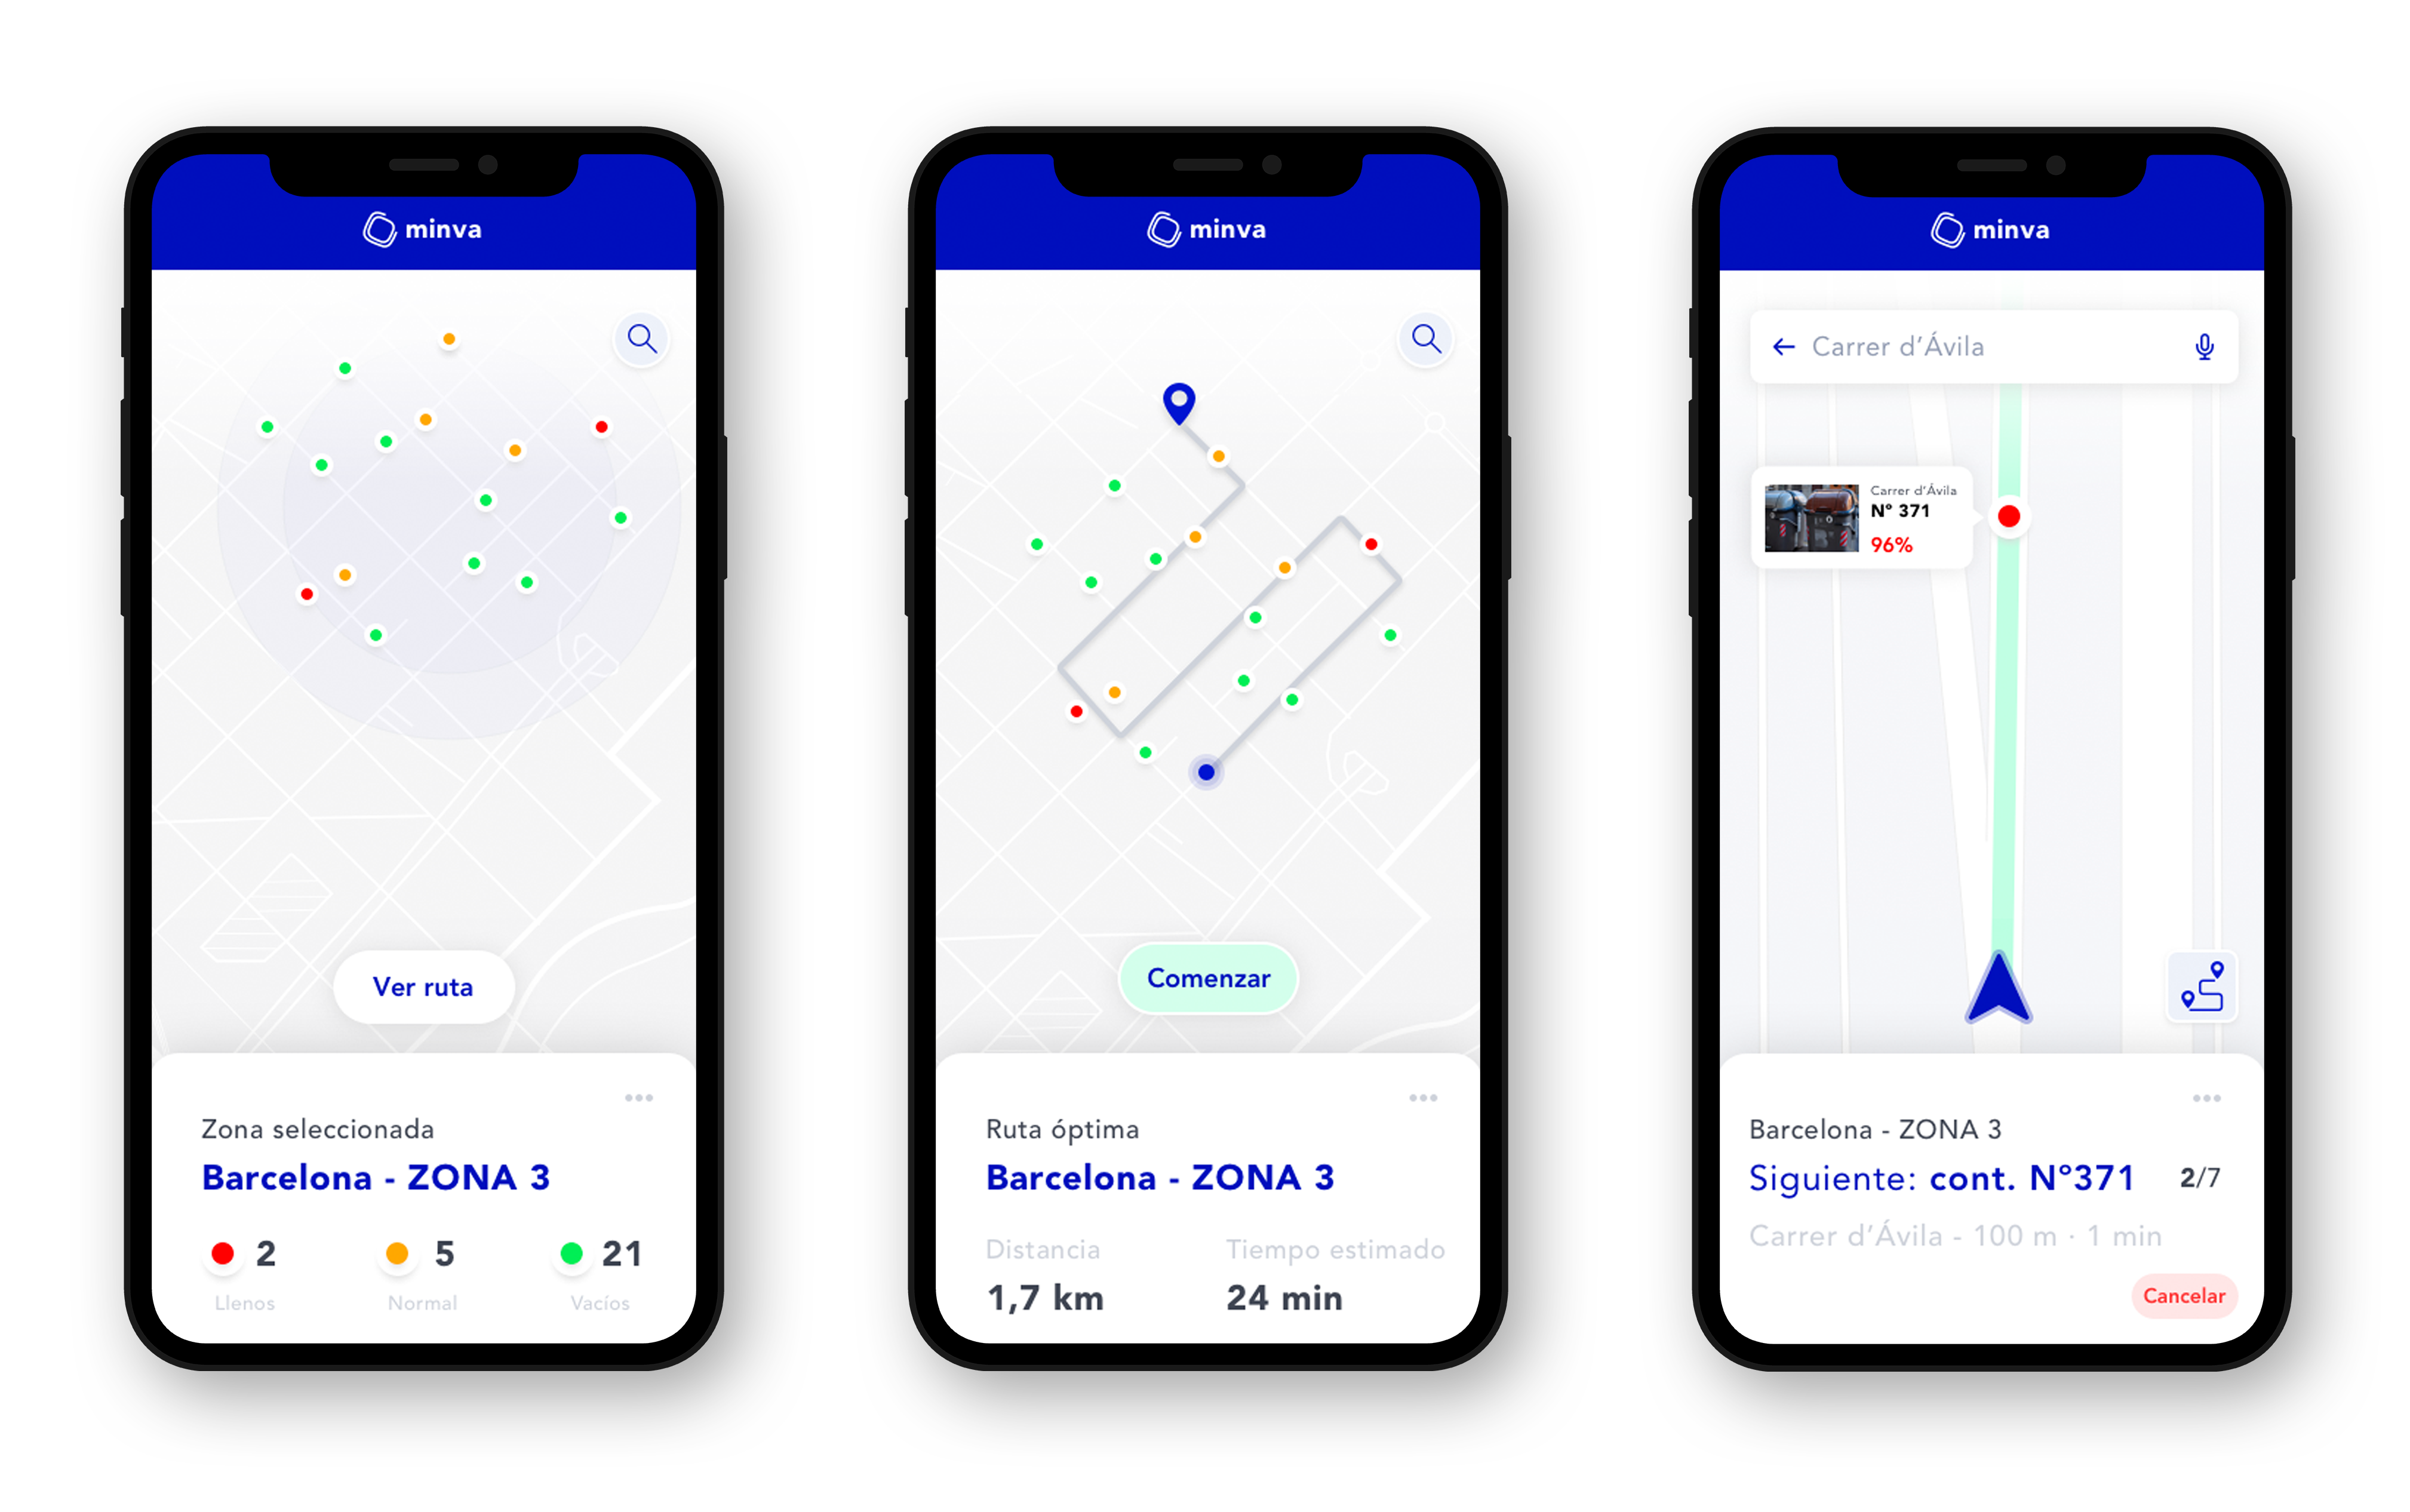 minva
Ver ruta
Zona seleccionada
Barcelona - ZONA 3
2 5 21
Llenos Normal Vacíos
minva
Comenzar
Ruta óptima
Barcelona - ZONA 3
Distancia Tiempo estimado
1,7 km 24 min
minva
Carrer d’Ávila
Carrer d’Ávila
Nº 371
96%
Barcelona - ZONA 3
Siguiente: cont. Nº371 2/7
Carrer d’Ávila - 100 m · 1 min
Cancelar